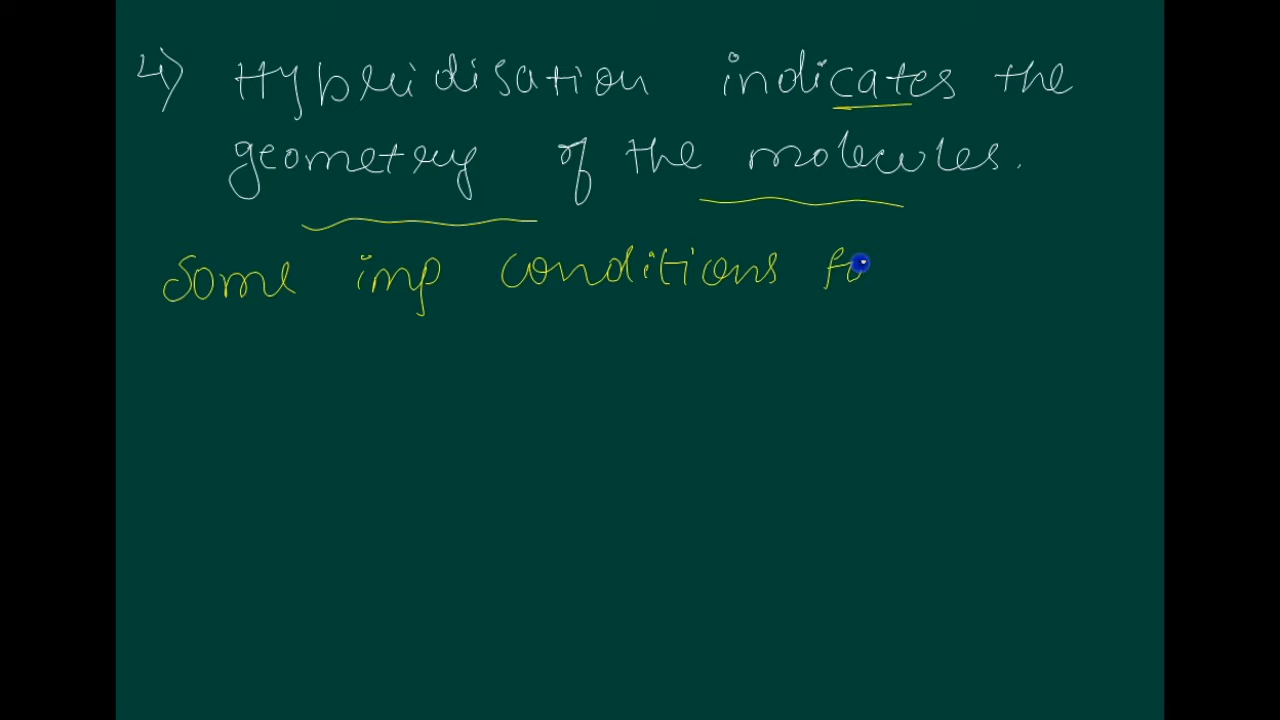 4) Hybridisation indicates the
geometry of the molecules.
Some imp conditions fo